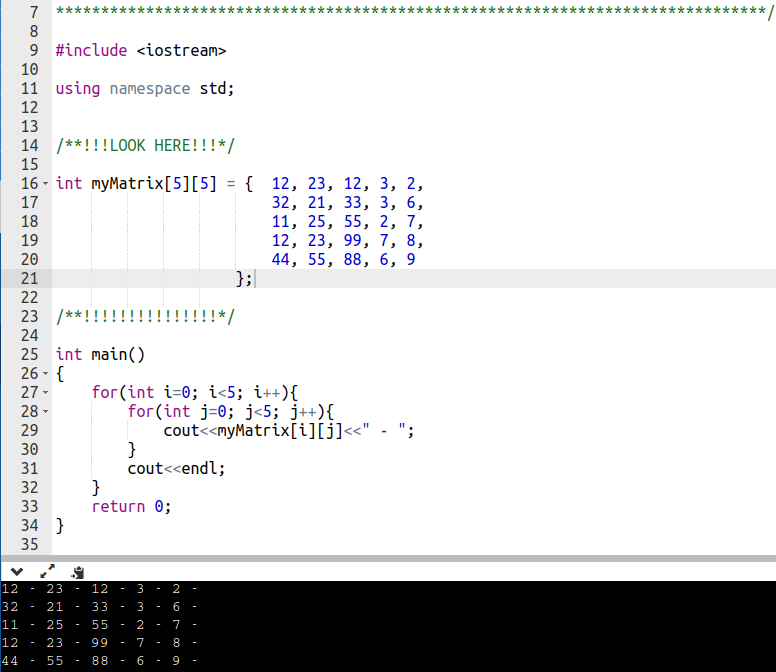 7 *******************************************************************************/
8
9 #include <iostream>
10
11 using namespace std;
12
13
14 /**!!!LOOK HERE!!!*/
15
16 int myMatrix[5][5] = {  12, 23, 12, 3, 2,
17                         32, 21, 33, 3, 6,
18                         11, 25, 55, 2, 7,
19                         12, 23, 99, 7, 8,
20                         44, 55, 88, 6, 9
21                     };
22
23 /**!!!!!!!!!!!!!!!*/
24
25 int main()
26 {
27     for(int i=0; i<5; i++){
28         for(int j=0; j<5; j++){
29             cout<<myMatrix[i][j]<<" - ";
30         }
31         cout<<endl;
32     }
33     return 0;
34 }
35
12 - 23 - 12 - 3 - 2 -
32 - 21 - 33 - 3 - 6 -
11 - 25 - 55 - 2 - 7 -
12 - 23 - 99 - 7 - 8 -
44 - 55 - 88 - 6 - 9 -